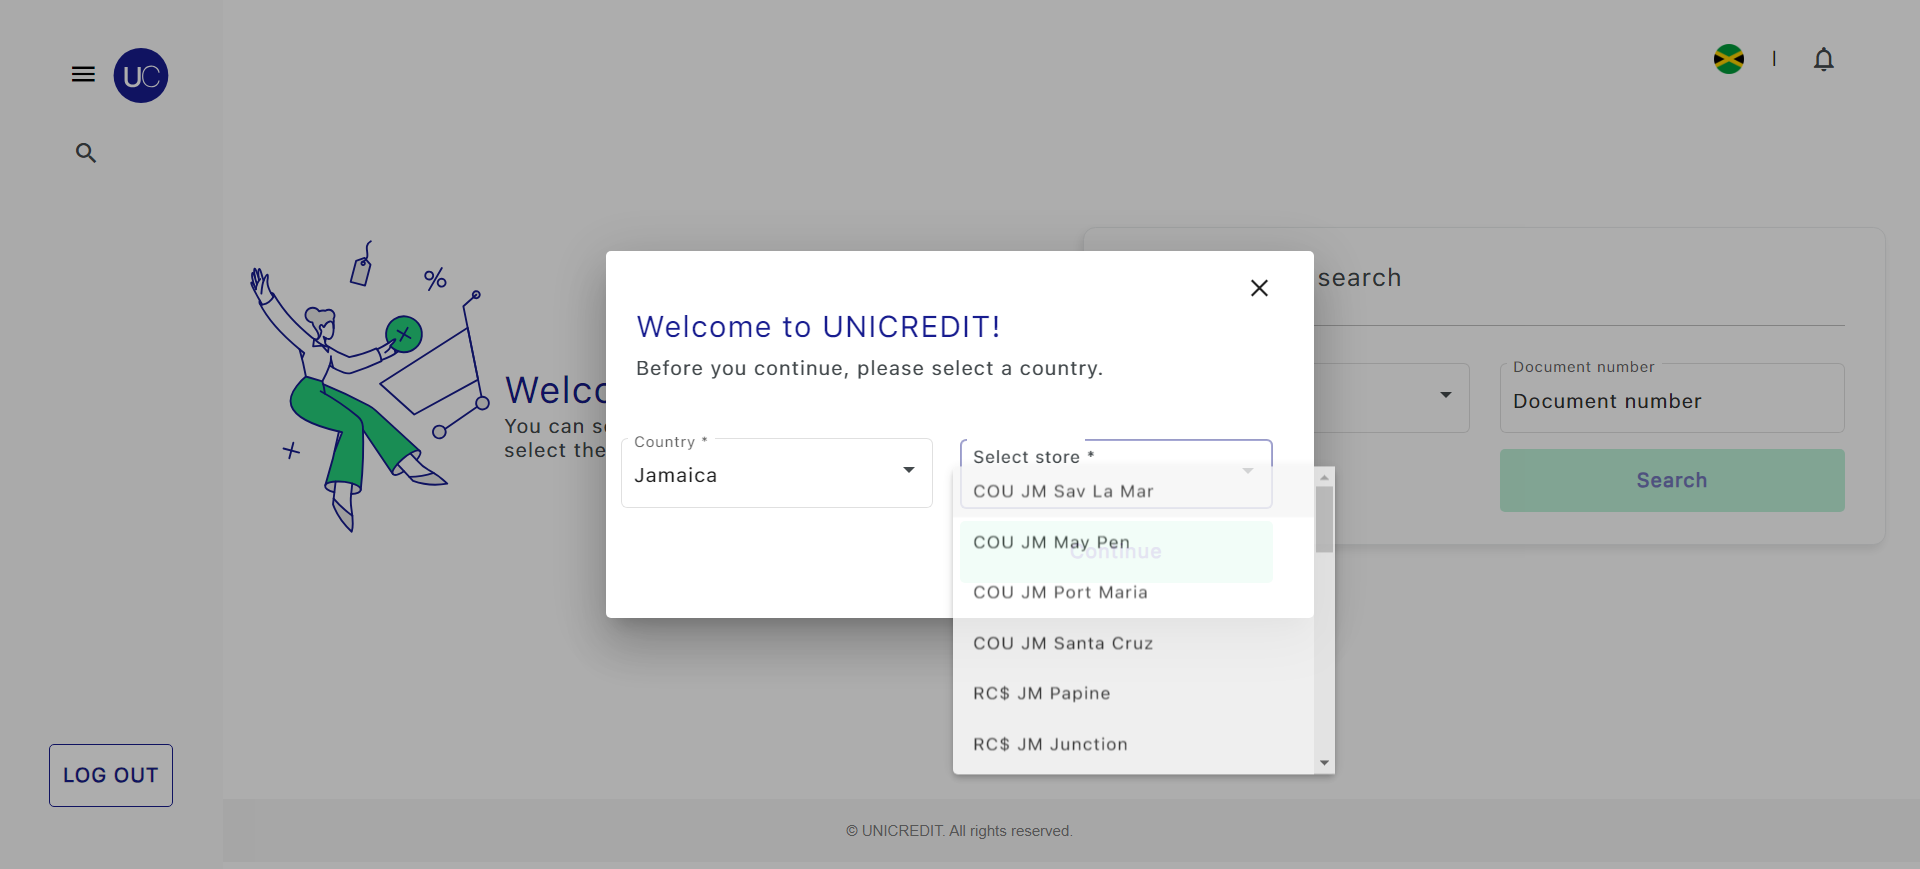 UC
search
Welcome to UNICREDIT!
Before you continue, please select a country.
Document number
Document number
Welco
You can s
select the
Country *
Jamaica
Select store *
Search
COU JM Sav La Mar
COU JM May Pen
Continue
COU JM Port Maria
COU JM Santa Cruz
RC$ JM Papine
RC$ JM Junction
LOG OUT
© UNICREDIT. All rights reserved.